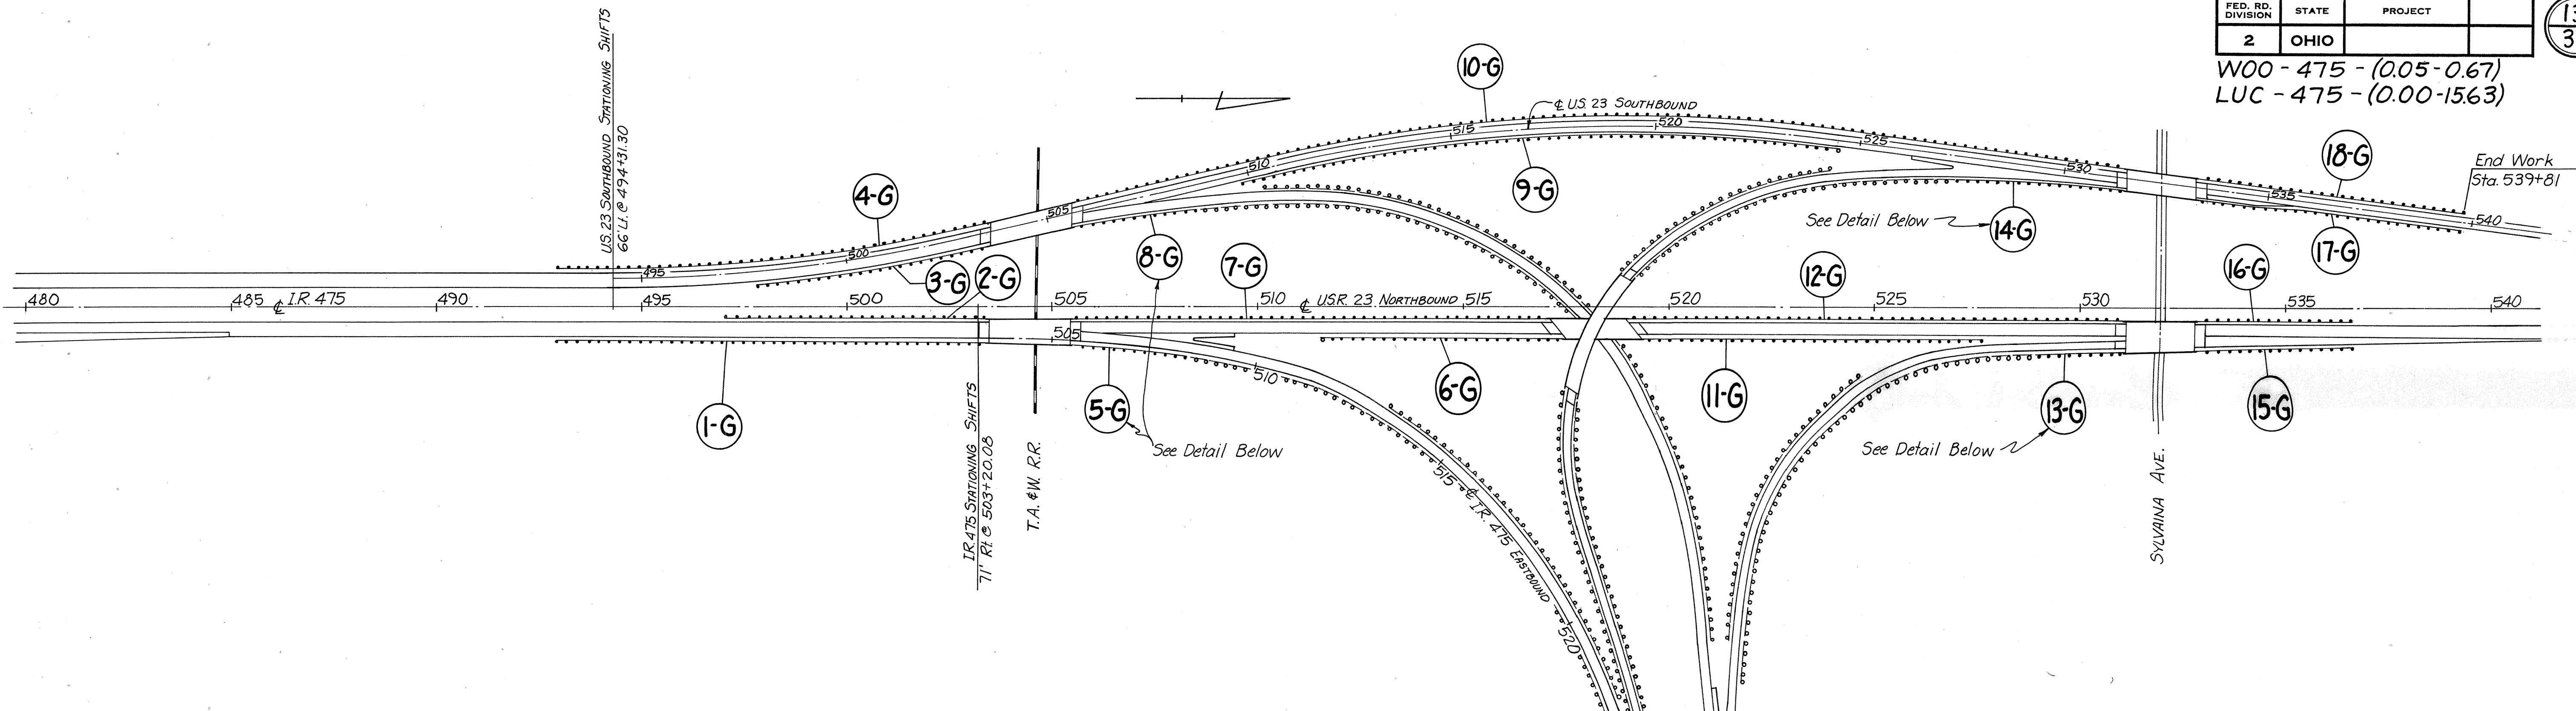 FED. RD. DIVISION STATE PROJECT
2 OHIO
WOO - 475 - (0.05-0.67)
LUC - 475 - (0.00-15.63)
U.S. 23 SOUTHBOUND STATIONING SHIFTS
66' Lt. @ 494+31.30
10-G
℄ U.S. 23 SOUTHBOUND
495 500 505 510 515 520 525 530 535 540
4-G
3-G
2-G
9-G
8-G
7-G
See Detail Below
14-G
12-G
18-G
17-G
16-G
End Work
Sta. 539+81
480 485 ℄ I.R. 475 490 495 500 505 510 ℄ U.S.R. 23 NORTHBOUND 515 520 525 530 535 540
505
510
515
℄ I.R. 475 EASTBOUND
520
1-G
5-G
See Detail Below
6-G
11-G
See Detail Below
13-G
15-G
I.R. 475 STATIONING SHIFTS
71' Rt. @ 503+20.08
T.A. & W. R.R.
SYLVAINA AVE.